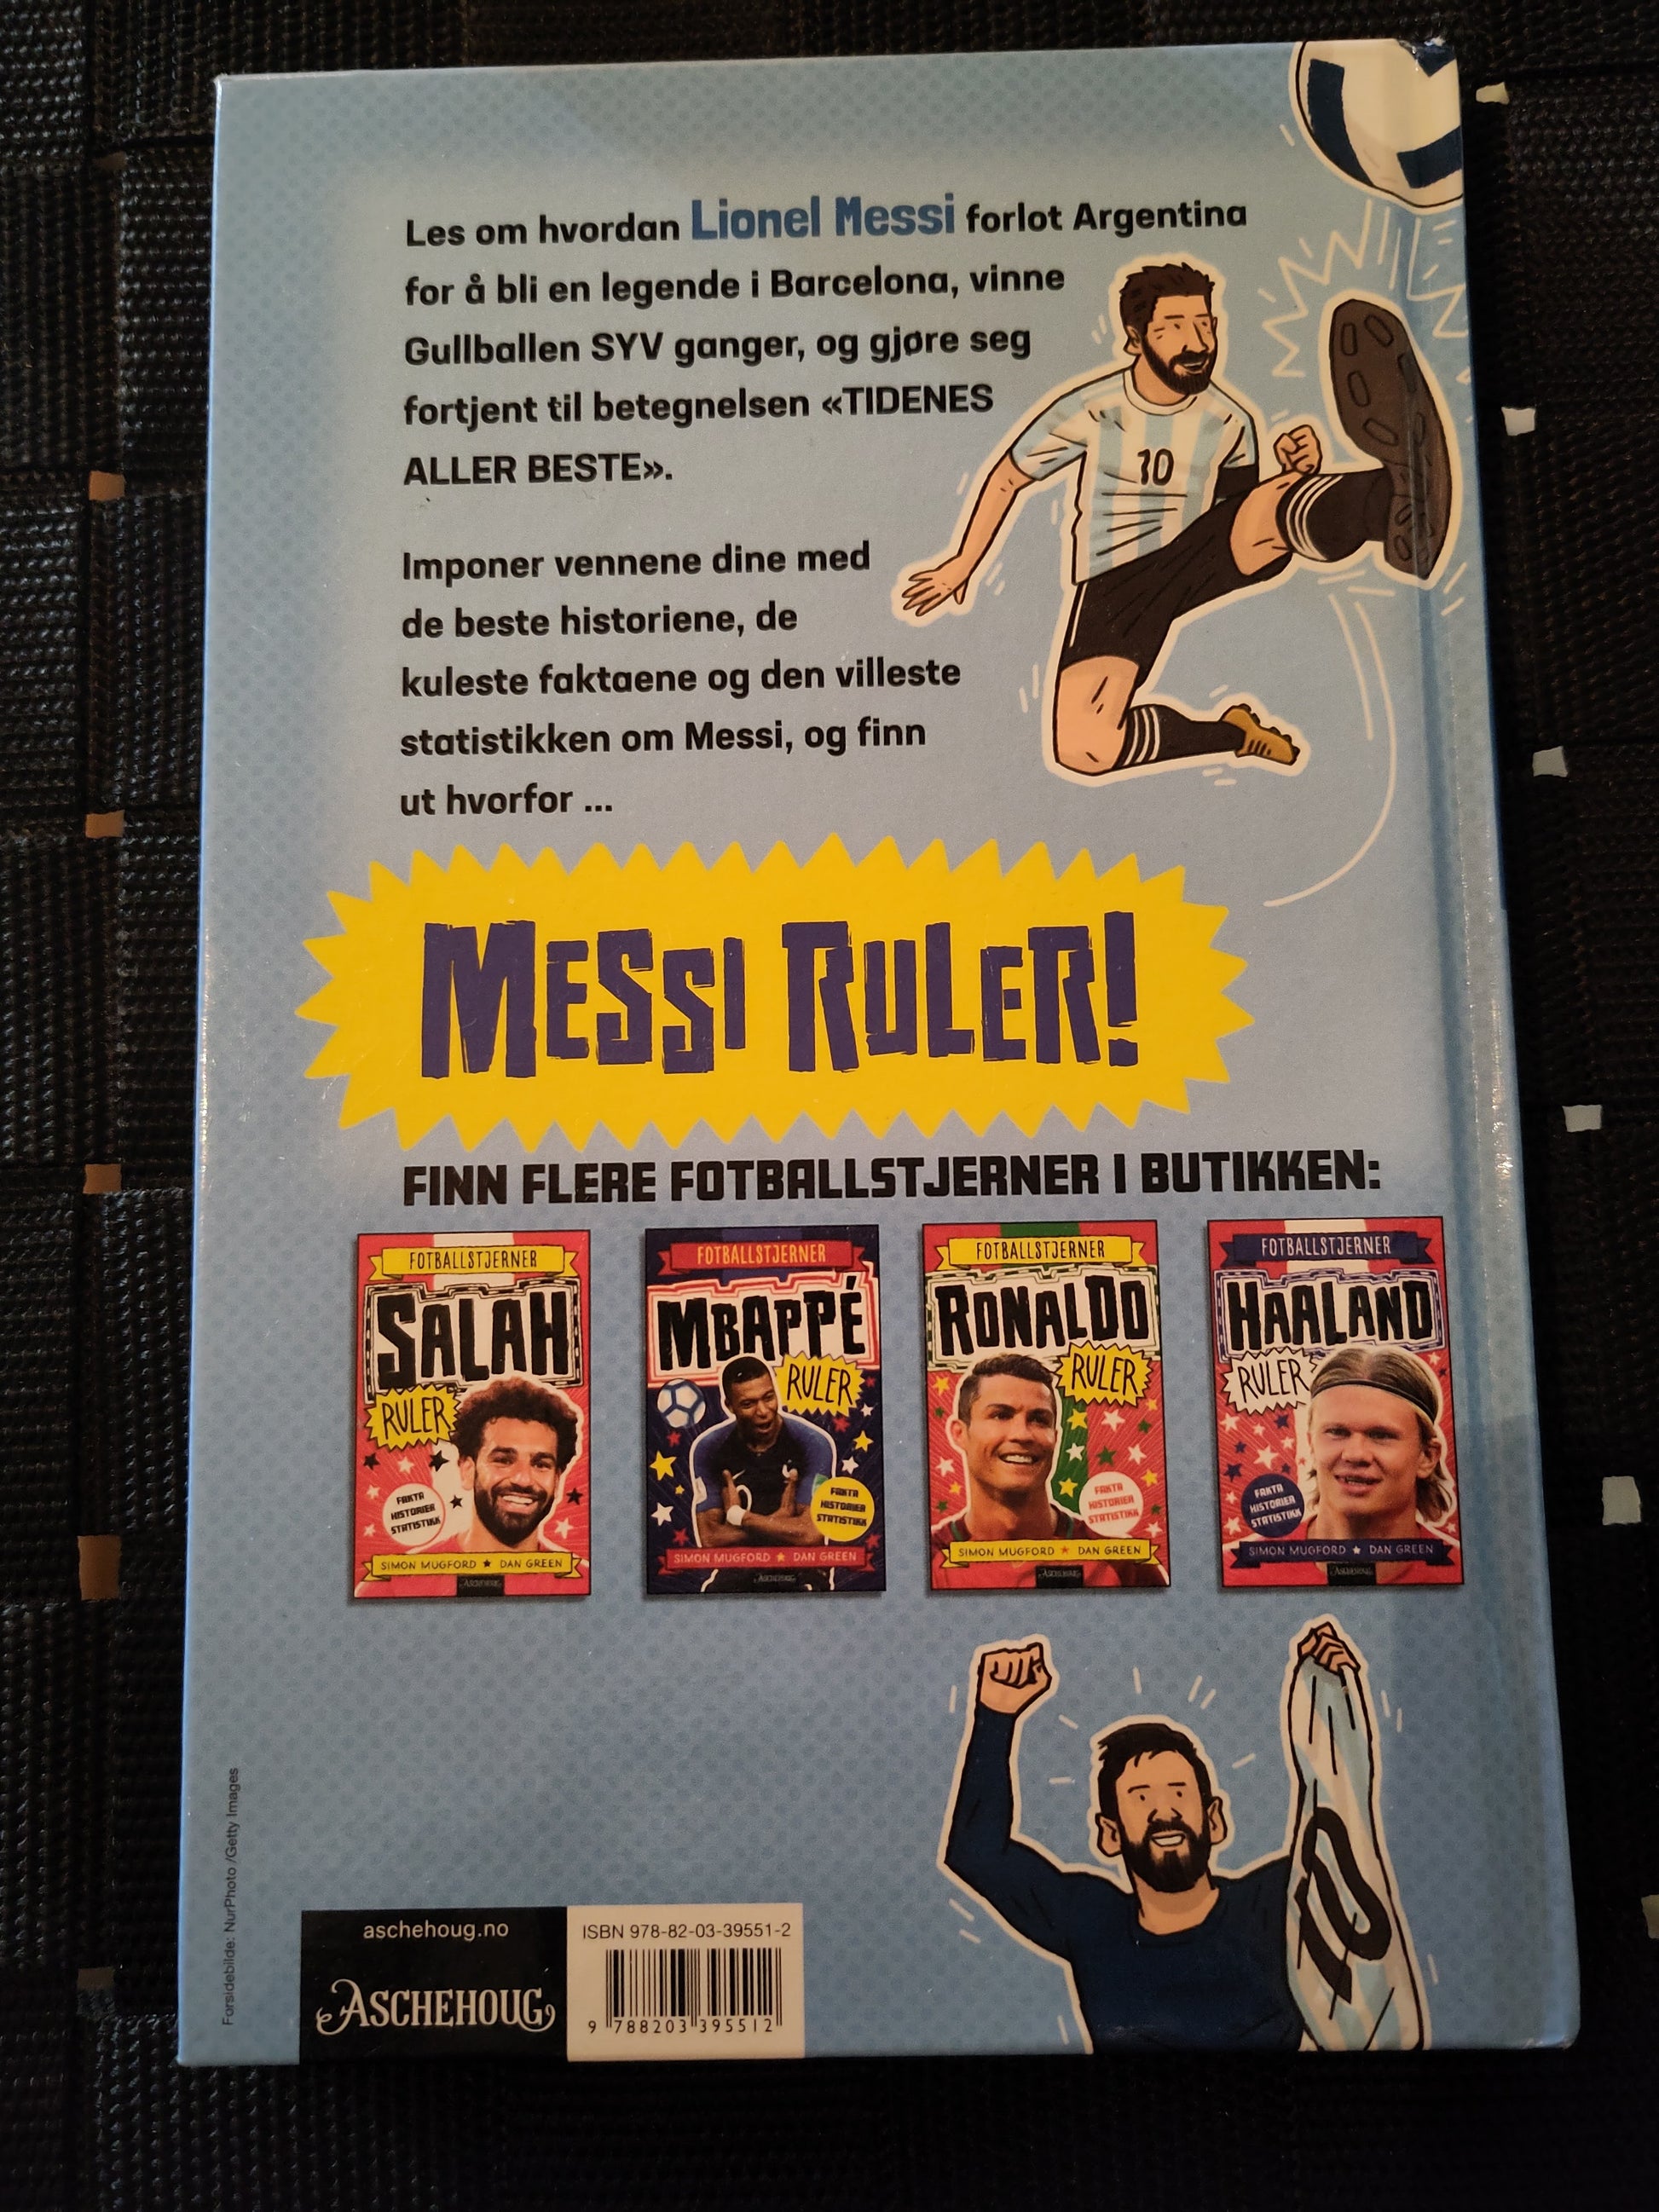 Les om hvordan Lionel Messi forlot Argentina
for å bli en legende i Barcelona, vinne
Gullballen SYV ganger, og gjøre seg
fortjent til betegnelsen «TIDENES
ALLER BESTE».
Imponer vennene dine med
de beste historiene, de
kuleste faktaene og den villeste
statistikken om Messi, og finn
ut hvorfor ...
10
MESSI RULER!
FINN FLERE FOTBALLSTJERNER I BUTIKKEN:
FOTBALLSTJERNER
SALAH
RULER
FAKTA
HISTORIER
STATISTIKK
SIMON MUGFORD ★ DAN GREEN
ASCHEHOUG
FOTBALLSTJERNER
MBAPPÉ
RULER
FAKTA
HISTORIER
STATISTIKK
SIMON MUGFORD ★ DAN GREEN
ASCHEHOUG
FOTBALLSTJERNER
RONALDO
RULER
FAKTA
HISTORIER
STATISTIKK
SIMON MUGFORD ★ DAN GREEN
ASCHEHOUG
FOTBALLSTJERNER
HAALAND
RULER
FAKTA
HISTORIER
STATISTIKK
SIMON MUGFORD ★ DAN GREEN
ASCHEHOUG
10
Forsidebilde: NurPhoto /Getty Images
aschehoug.no
ASCHEHOUG
ISBN 978-82-03-39551-2
9 788203 395512